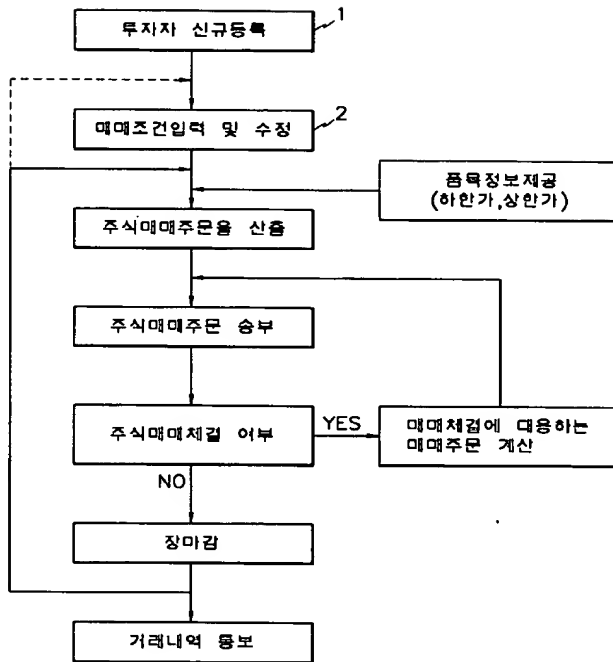 투자자 신규등록
1
매매조건입력 및 수정
2
품목정보제공
(하한가,상한가)
주식매매주문을 산출
주식매매주문 송부
주식매매체결 여부
YES
매매체결에 대응하는
매매주문 계산
NO
장마감
거래내역 통보